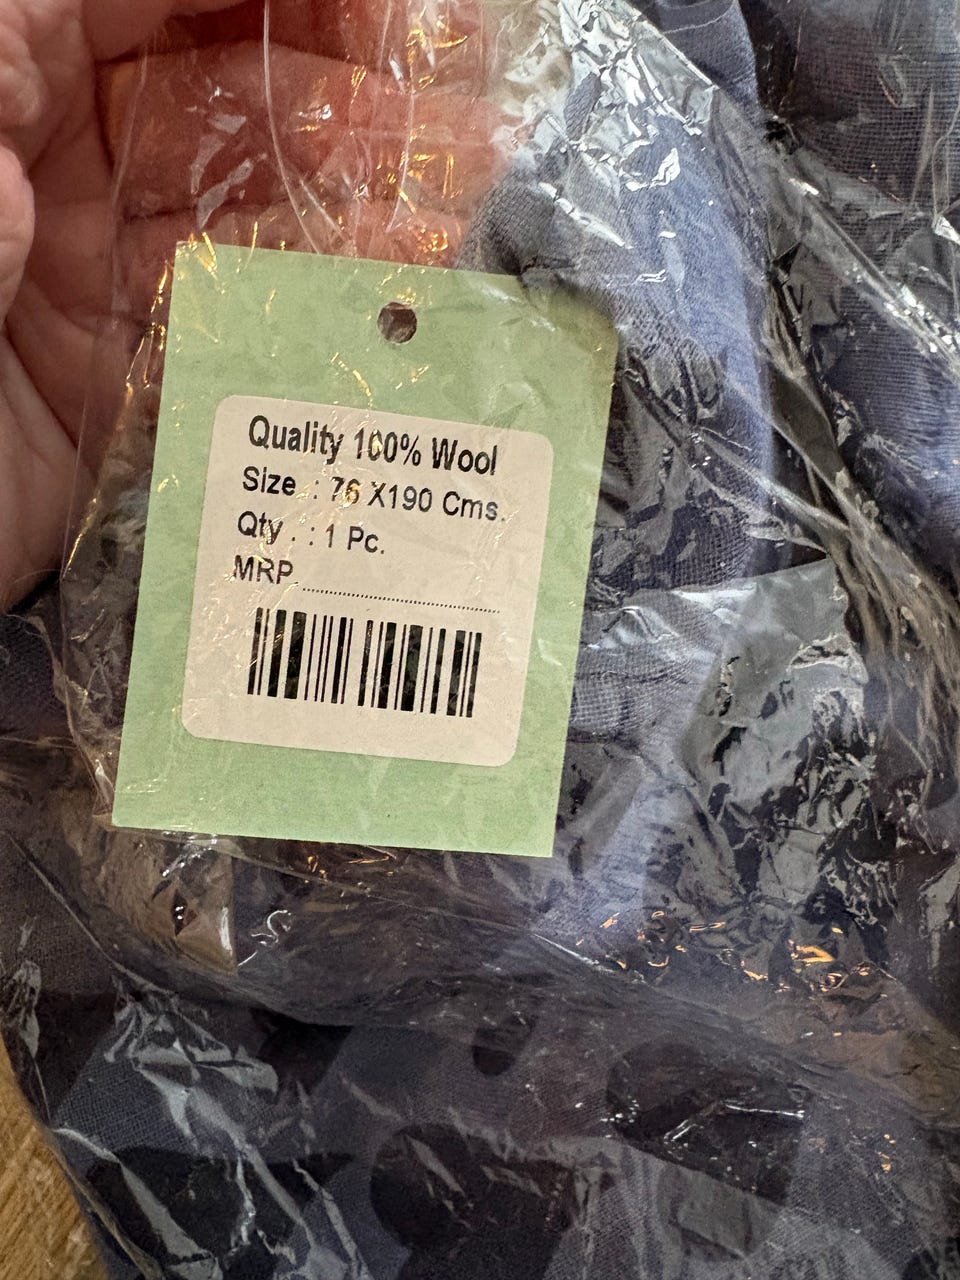 Quality 100% Wool
Size . : 76 X190 Cms.
Qty . . : 1 Pc.
MRP..............................................